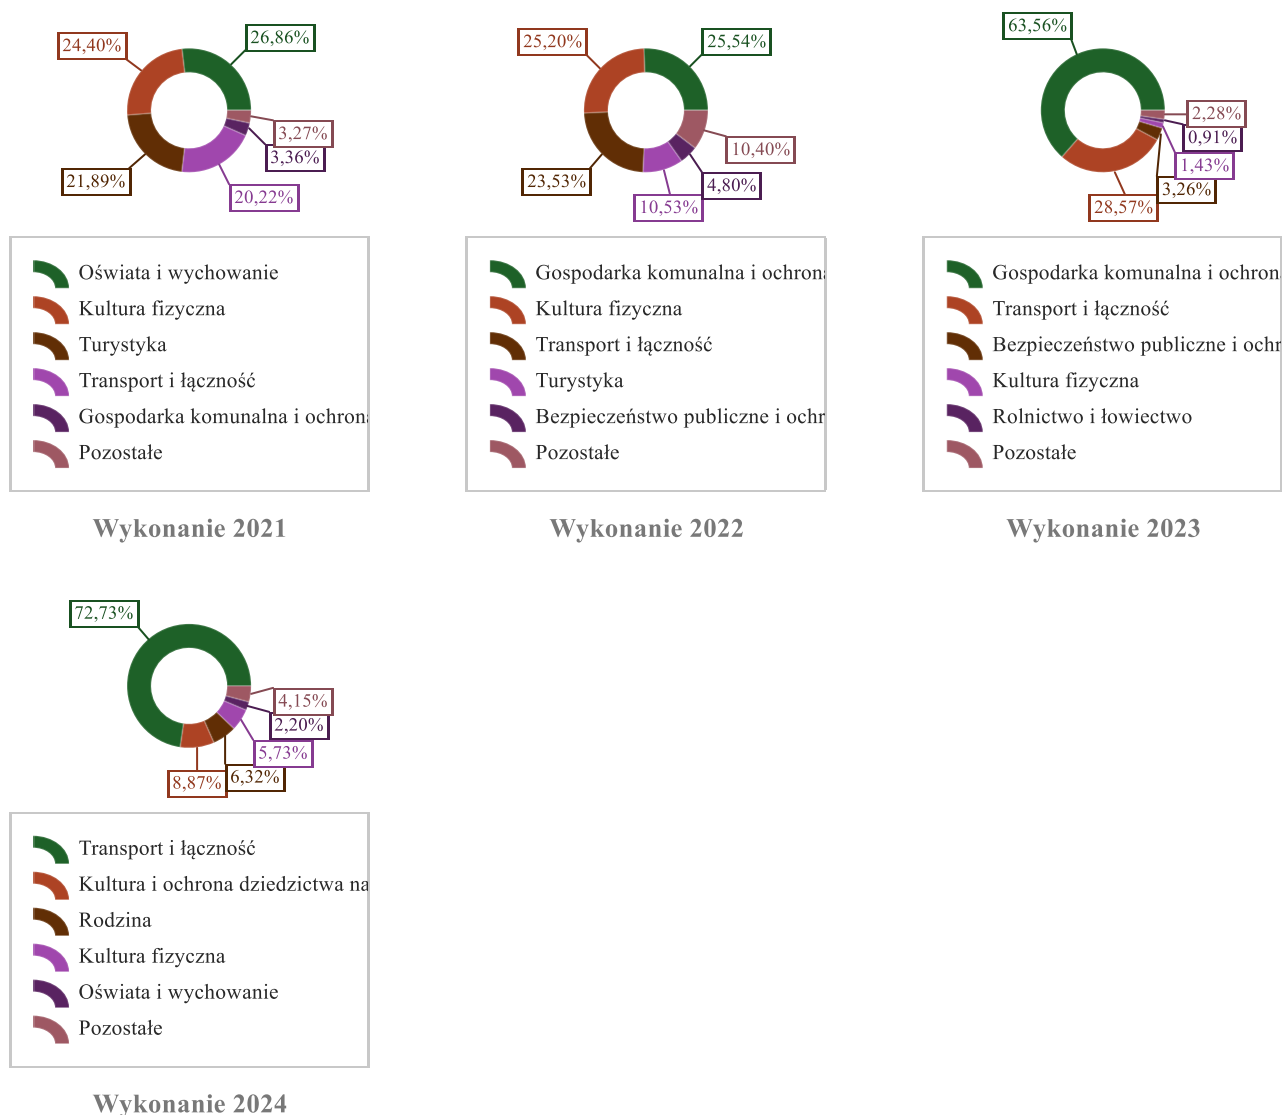 24,40%
26,86%
3,27%
3,36%
21,89%
20,22%
Oświata i wychowanie
Kultura fizyczna
Turystyka
Transport i łączność
Gospodarka komunalna i ochrona
Pozostałe
Wykonanie 2021
25,20%
25,54%
10,40%
23,53%
4,80%
10,53%
Gospodarka komunalna i ochrona
Kultura fizyczna
Transport i łączność
Turystyka
Bezpieczeństwo publiczne i ochr
Pozostałe
Wykonanie 2022
63,56%
2,28%
0,91%
1,43%
3,26%
28,57%
Gospodarka komunalna i ochrona
Transport i łączność
Bezpieczeństwo publiczne i ochr
Kultura fizyczna
Rolnictwo i łowiectwo
Pozostałe
Wykonanie 2023
72,73%
4,15%
2,20%
5,73%
6,32%
8,87%
Transport i łączność
Kultura i ochrona dziedzictwa na
Rodzina
Kultura fizyczna
Oświata i wychowanie
Pozostałe
Wykonanie 2024